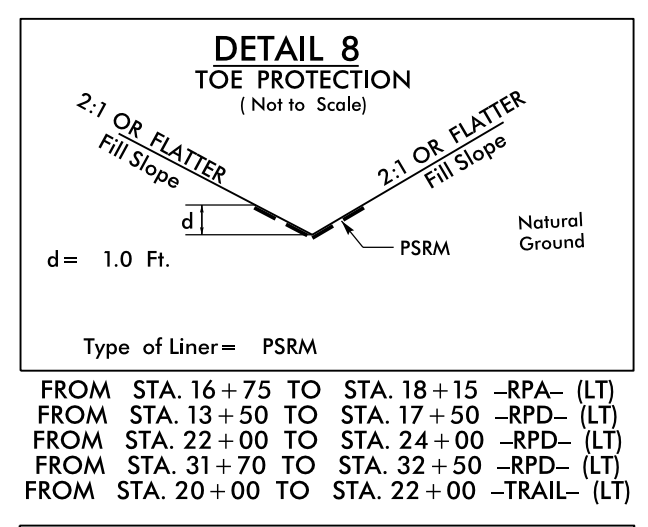 DETAIL 8
TOE PROTECTION
( Not to Scale)
2:1 OR FLATTER
Fill Slope
2:1 OR FLATTER
Fill Slope
d
Natural
Ground
PSRM
d = 1.0 Ft.
Type of Liner = PSRM
FROM STA. 16+75 TO STA. 18+15 –RPA– (LT)
FROM STA. 13+50 TO STA. 17+50 –RPD– (LT)
FROM STA. 22+00 TO STA. 24+00 –RPD– (LT)
FROM STA. 31+70 TO STA. 32+50 –RPD– (LT)
FROM STA. 20+00 TO STA. 22+00 –TRAIL– (LT)